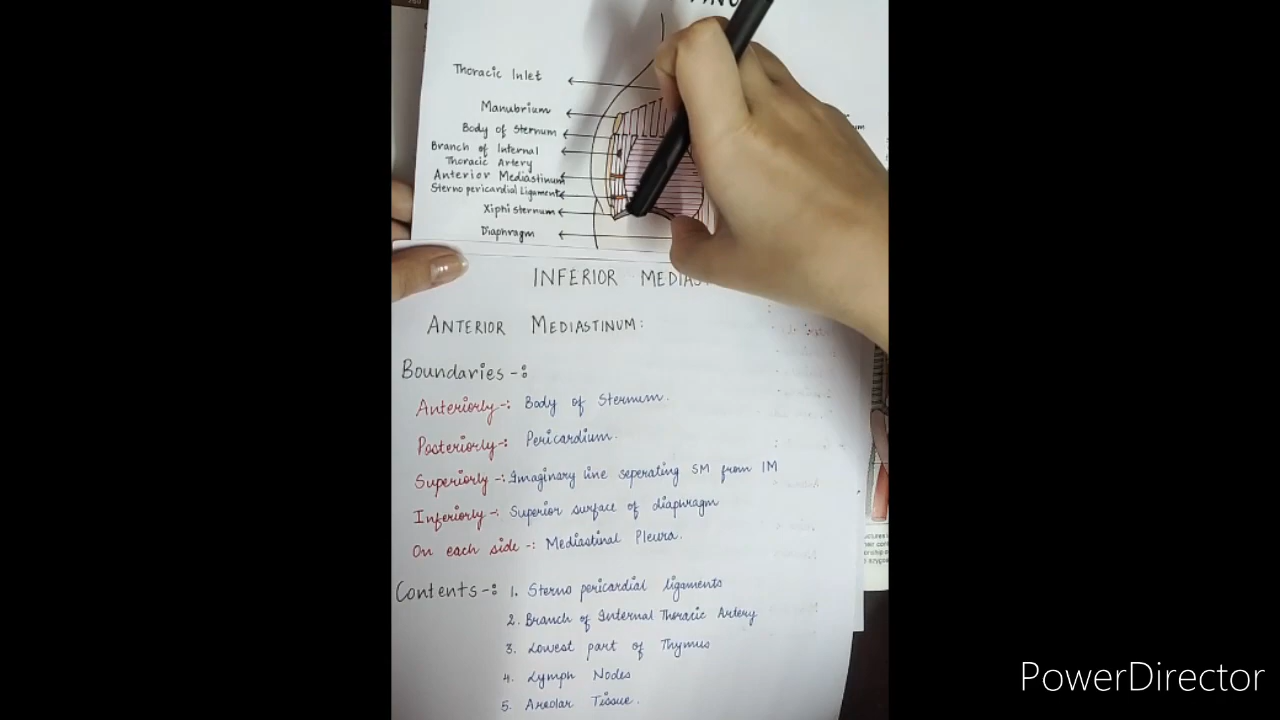 Thoracic Inlet
Manubrium
Body of Sternum
Branch of Internal
Thoracic Artery
Anterior Mediastinum
Sterno pericardial Ligaments
Xiphisternum
Diaphragm
INFERIOR
ANTERIOR MEDIASTINUM:
Boundaries -:
Anteriorly -: Body of Sternum.
Posteriorly -: Pericardium.
Superiorly -: Imaginary line seperating SM from IM
Inferiorly -: Superior surface of diaphragm
On each side -: Mediastinal Pleura.
Contents -: 1. Sterno pericardial ligaments
2. Branch of Internal Thoracic Artery
3. Lowest part of Thymus
4. Lymph Nodes
5. Areolar Tissue.
PowerDirector